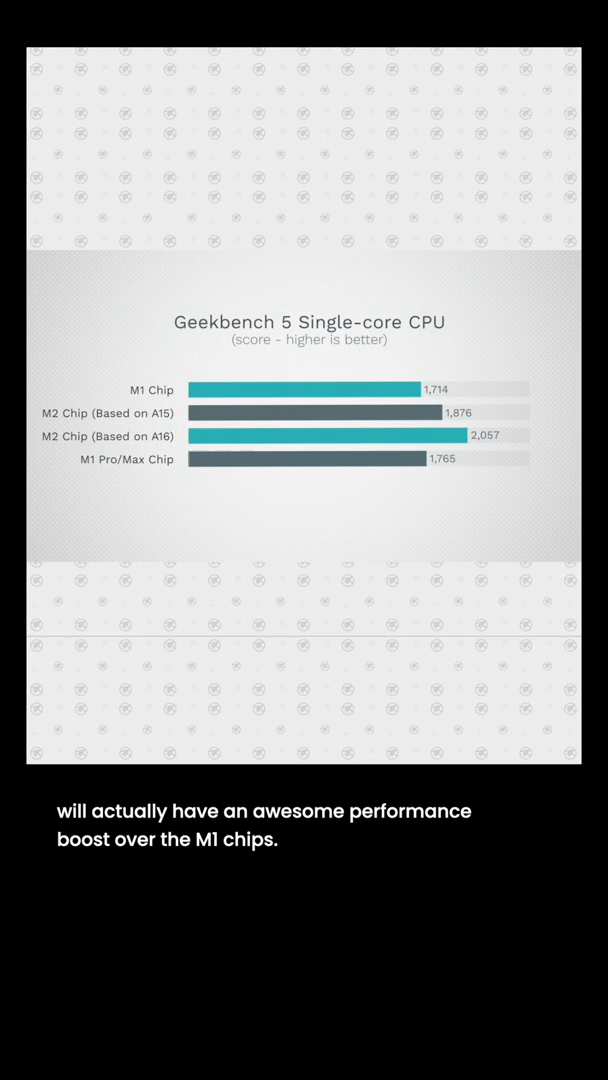 Geekbench 5 Single-core CPU
(score - higher is better)
M1 Chip 1,714
M2 Chip (Based on A15) 1,876
M2 Chip (Based on A16) 2,057
M1 Pro/Max Chip 1,765
will actually have an awesome performance
boost over the M1 chips.